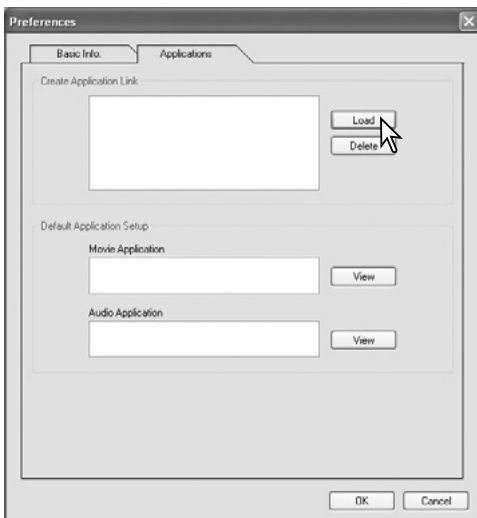 Preferences
Basic Info. Applications
Create Application Link
Load
Delete
Default Application Setup
Movie Application
View
Audio Application
View
OK Cancel